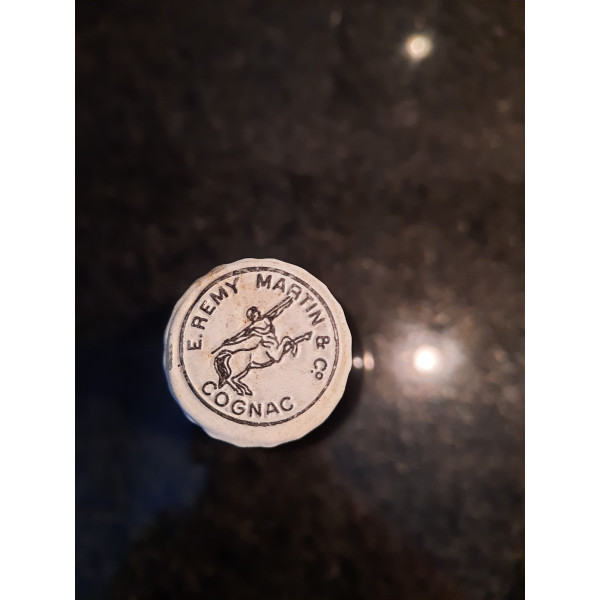 E. REMY MARTIN & Co.
COGNAC